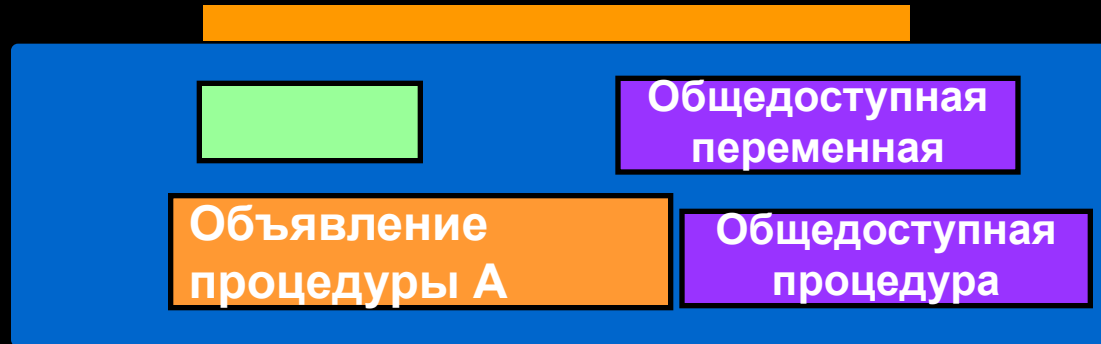 Общедоступная
переменная
Объявление
процедуры А
Общедоступная
процедура